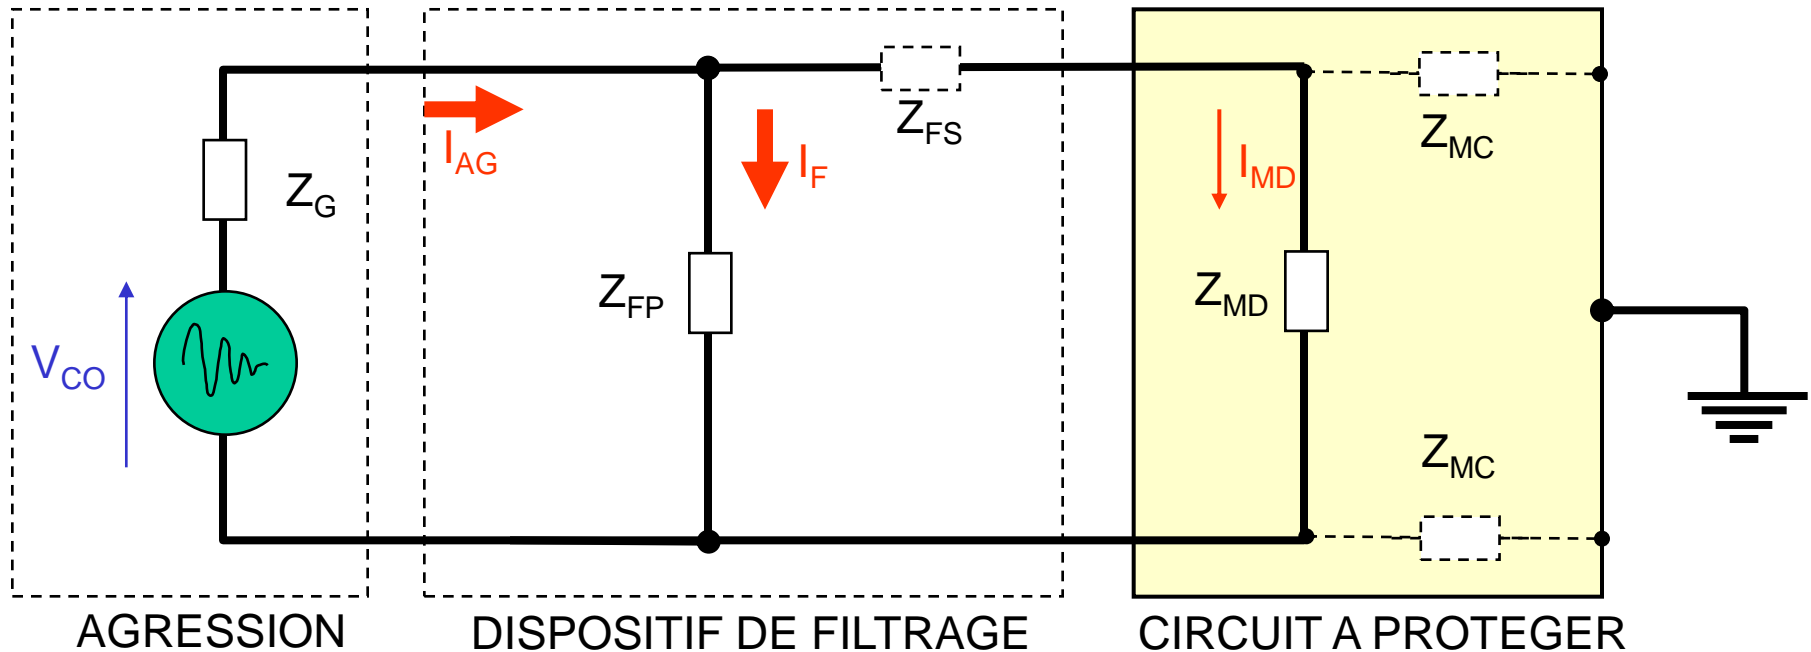 Z_FS
Z_MC
I_AG
I_F
I_MD
Z_G
Z_FP
Z_MD
V_CO
Z_MC
AGRESSION
DISPOSITIF DE FILTRAGE
CIRCUIT A PROTEGER